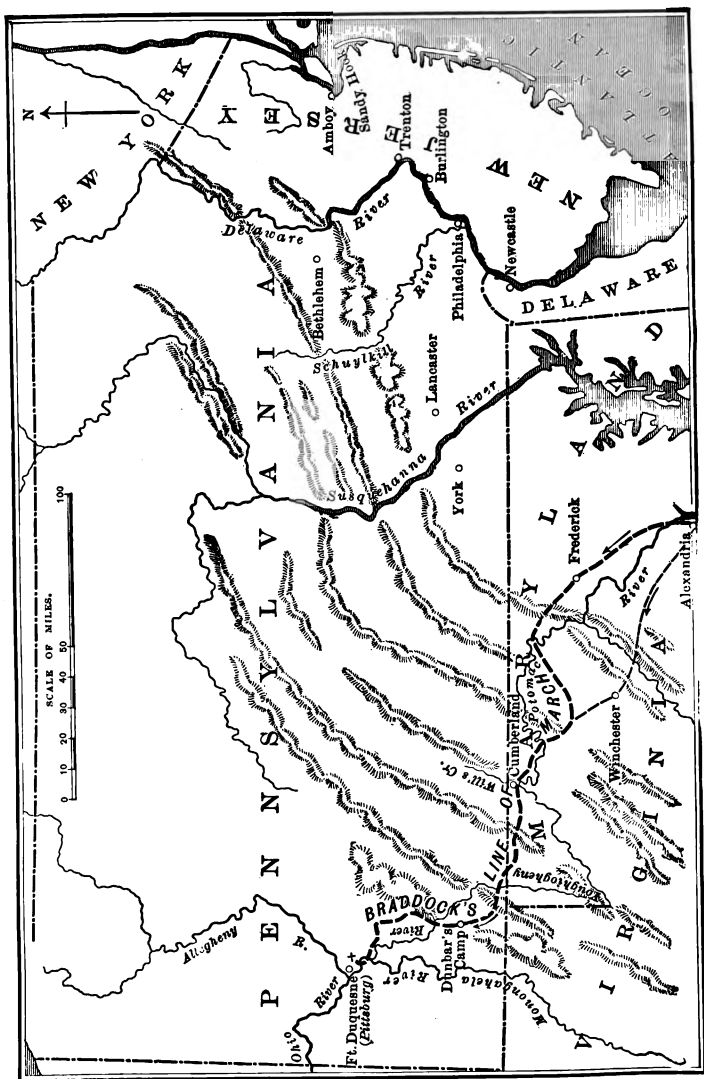 N
NEW YORK
NEW JERSEY
ATLANTIC
OCEAN
Sandy Hook
Amboy
Trenton
Burlington
Delaware
River
Bethlehem
Philadelphia
Newcastle
DELAWARE
Schuylkill
River
Lancaster
Susquehanna
River
York
PENNSYLVANIA
SCALE OF MILES.
0 10 20 30 40 50 100
MARYLAND
Frederick
River
Alexandria
Potomac
Cumberland
Winchester
Will's Cr.
LINE OF
MARCH
BRADDOCK'S
Youghiogheny
River
Dunbar's
Camp
Monongahela
River
Allegheny
R.
Ohio
River
Ft. Duquesne
(Pittsburg)
VIRGINIA